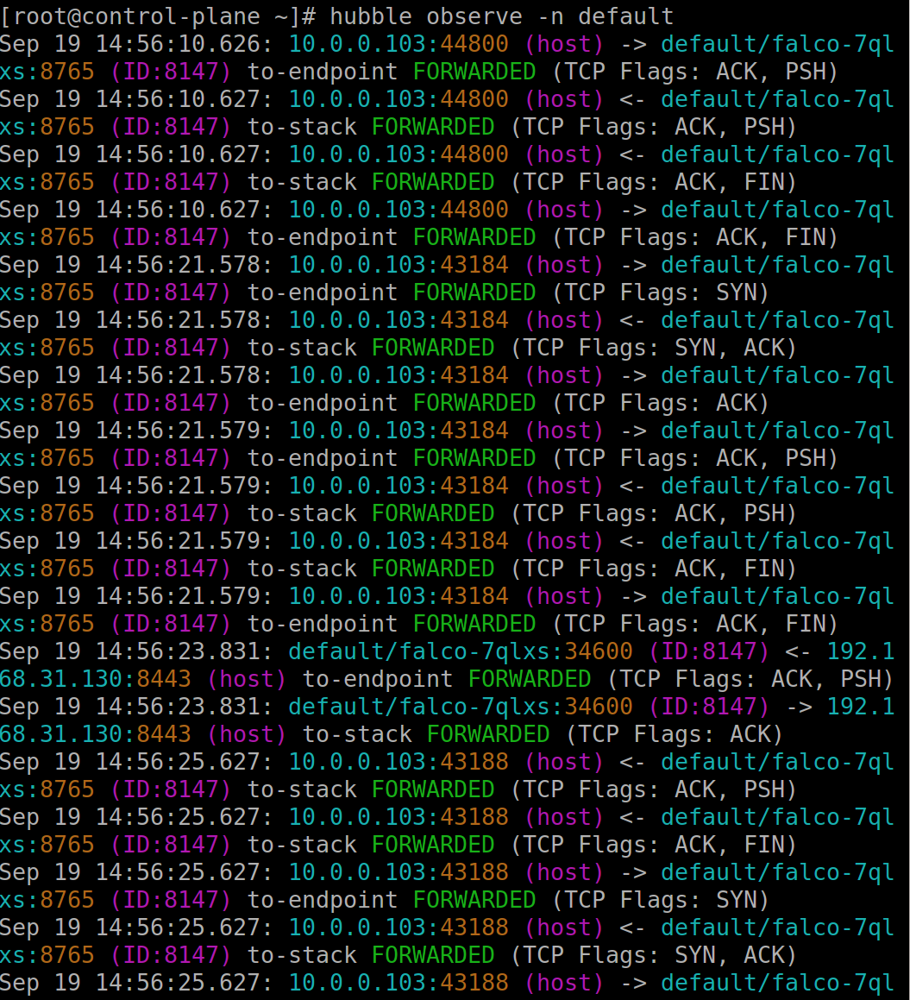 [root@control-plane ~]# hubble observe -n default
Sep 19 14:56:10.626: 10.0.0.103:44800 (host) -> default/falco-7ql
xs:8765 (ID:8147) to-endpoint FORWARDED (TCP Flags: ACK, PSH)
Sep 19 14:56:10.627: 10.0.0.103:44800 (host) <- default/falco-7ql
xs:8765 (ID:8147) to-stack FORWARDED (TCP Flags: ACK, PSH)
Sep 19 14:56:10.627: 10.0.0.103:44800 (host) <- default/falco-7ql
xs:8765 (ID:8147) to-stack FORWARDED (TCP Flags: ACK, FIN)
Sep 19 14:56:10.627: 10.0.0.103:44800 (host) -> default/falco-7ql
xs:8765 (ID:8147) to-endpoint FORWARDED (TCP Flags: ACK, FIN)
Sep 19 14:56:21.578: 10.0.0.103:43184 (host) -> default/falco-7ql
xs:8765 (ID:8147) to-endpoint FORWARDED (TCP Flags: SYN)
Sep 19 14:56:21.578: 10.0.0.103:43184 (host) <- default/falco-7ql
xs:8765 (ID:8147) to-stack FORWARDED (TCP Flags: SYN, ACK)
Sep 19 14:56:21.578: 10.0.0.103:43184 (host) -> default/falco-7ql
xs:8765 (ID:8147) to-endpoint FORWARDED (TCP Flags: ACK)
Sep 19 14:56:21.579: 10.0.0.103:43184 (host) -> default/falco-7ql
xs:8765 (ID:8147) to-endpoint FORWARDED (TCP Flags: ACK, PSH)
Sep 19 14:56:21.579: 10.0.0.103:43184 (host) <- default/falco-7ql
xs:8765 (ID:8147) to-stack FORWARDED (TCP Flags: ACK, PSH)
Sep 19 14:56:21.579: 10.0.0.103:43184 (host) <- default/falco-7ql
xs:8765 (ID:8147) to-stack FORWARDED (TCP Flags: ACK, FIN)
Sep 19 14:56:21.579: 10.0.0.103:43184 (host) -> default/falco-7ql
xs:8765 (ID:8147) to-endpoint FORWARDED (TCP Flags: ACK, FIN)
Sep 19 14:56:23.831: default/falco-7qlxs:34600 (ID:8147) <- 192.1
68.31.130:8443 (host) to-endpoint FORWARDED (TCP Flags: ACK, PSH)
Sep 19 14:56:23.831: default/falco-7qlxs:34600 (ID:8147) -> 192.1
68.31.130:8443 (host) to-stack FORWARDED (TCP Flags: ACK)
Sep 19 14:56:25.627: 10.0.0.103:43188 (host) <- default/falco-7ql
xs:8765 (ID:8147) to-stack FORWARDED (TCP Flags: ACK, PSH)
Sep 19 14:56:25.627: 10.0.0.103:43188 (host) <- default/falco-7ql
xs:8765 (ID:8147) to-stack FORWARDED (TCP Flags: ACK, FIN)
Sep 19 14:56:25.627: 10.0.0.103:43188 (host) -> default/falco-7ql
xs:8765 (ID:8147) to-endpoint FORWARDED (TCP Flags: SYN)
Sep 19 14:56:25.627: 10.0.0.103:43188 (host) <- default/falco-7ql
xs:8765 (ID:8147) to-stack FORWARDED (TCP Flags: SYN, ACK)
Sep 19 14:56:25.627: 10.0.0.103:43188 (host) -> default/falco-7ql